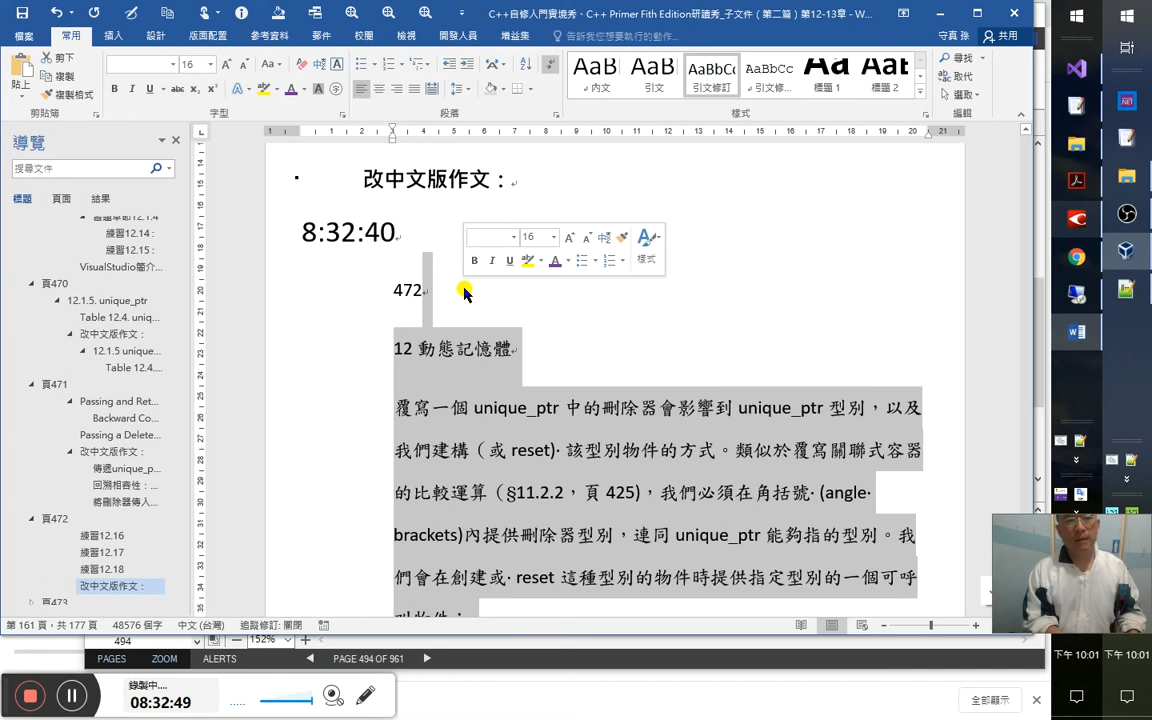 C++自修入門實境秀、C++ Primer Fith Edition研讀秀_子文件（第二篇）第12-13章 - W...
檔案 常用 插入 設計 版面配置 參考資料 郵件 校閱 檢視 開發人員 增益集 告訴我您想要執行的動作... 守真 孫 共用
貼上 剪下 複製 複製格式
16 Aa A
B I U abc x₂ x² A A A 字
AaB AaB AaBbC AaBbCc Aa AaB
內文 引文 引文修訂 引文修... 標題 1 標題 2
尋找 取代 選取
剪貼簿 字型 段落 樣式 編輯
導覽
搜尋文件
標題 頁面 結果
練習12.14：
練習12.15：
VisualStudio簡介...
頁470
12.1.5. unique_ptr
Table 12.4. uniq...
改中文版作文：
12.1.5 unique...
Table 12.4....
頁471
Passing and Ret...
Backward Co...
Passing a Delete...
改中文版作文：
傳遞unique_p...
回溯相容性：...
將刪除器傳入...
頁472
練習12.16
練習12.17
練習12.18
改中文版作文：
頁473
改中文版作文：
8:32:40
16
B I U A 樣式
472
12 動態記憶體
覆寫一個 unique_ptr 中的刪除器會影響到 unique_ptr 型別，以及
我們建構（或 reset) 該型別物件的方式。類似於覆寫關聯式容器
的比較運算（§11.2.2，頁 425)，我們必須在角括號 (angle
brackets)內提供刪除器型別，連同 unique_ptr 能夠指的型別。我
們會在創建或 reset 這種型別的物件時提供指定型別的一個可呼
叫物件：
第 161 頁，共 177 頁 48576 個字 中文 (台灣) 追蹤修訂: 關閉 152%
494
PAGES ZOOM ALERTS PAGE 494 OF 961
錄製中....
08:32:49
全部顯示
下午 10:01 下午 10:01